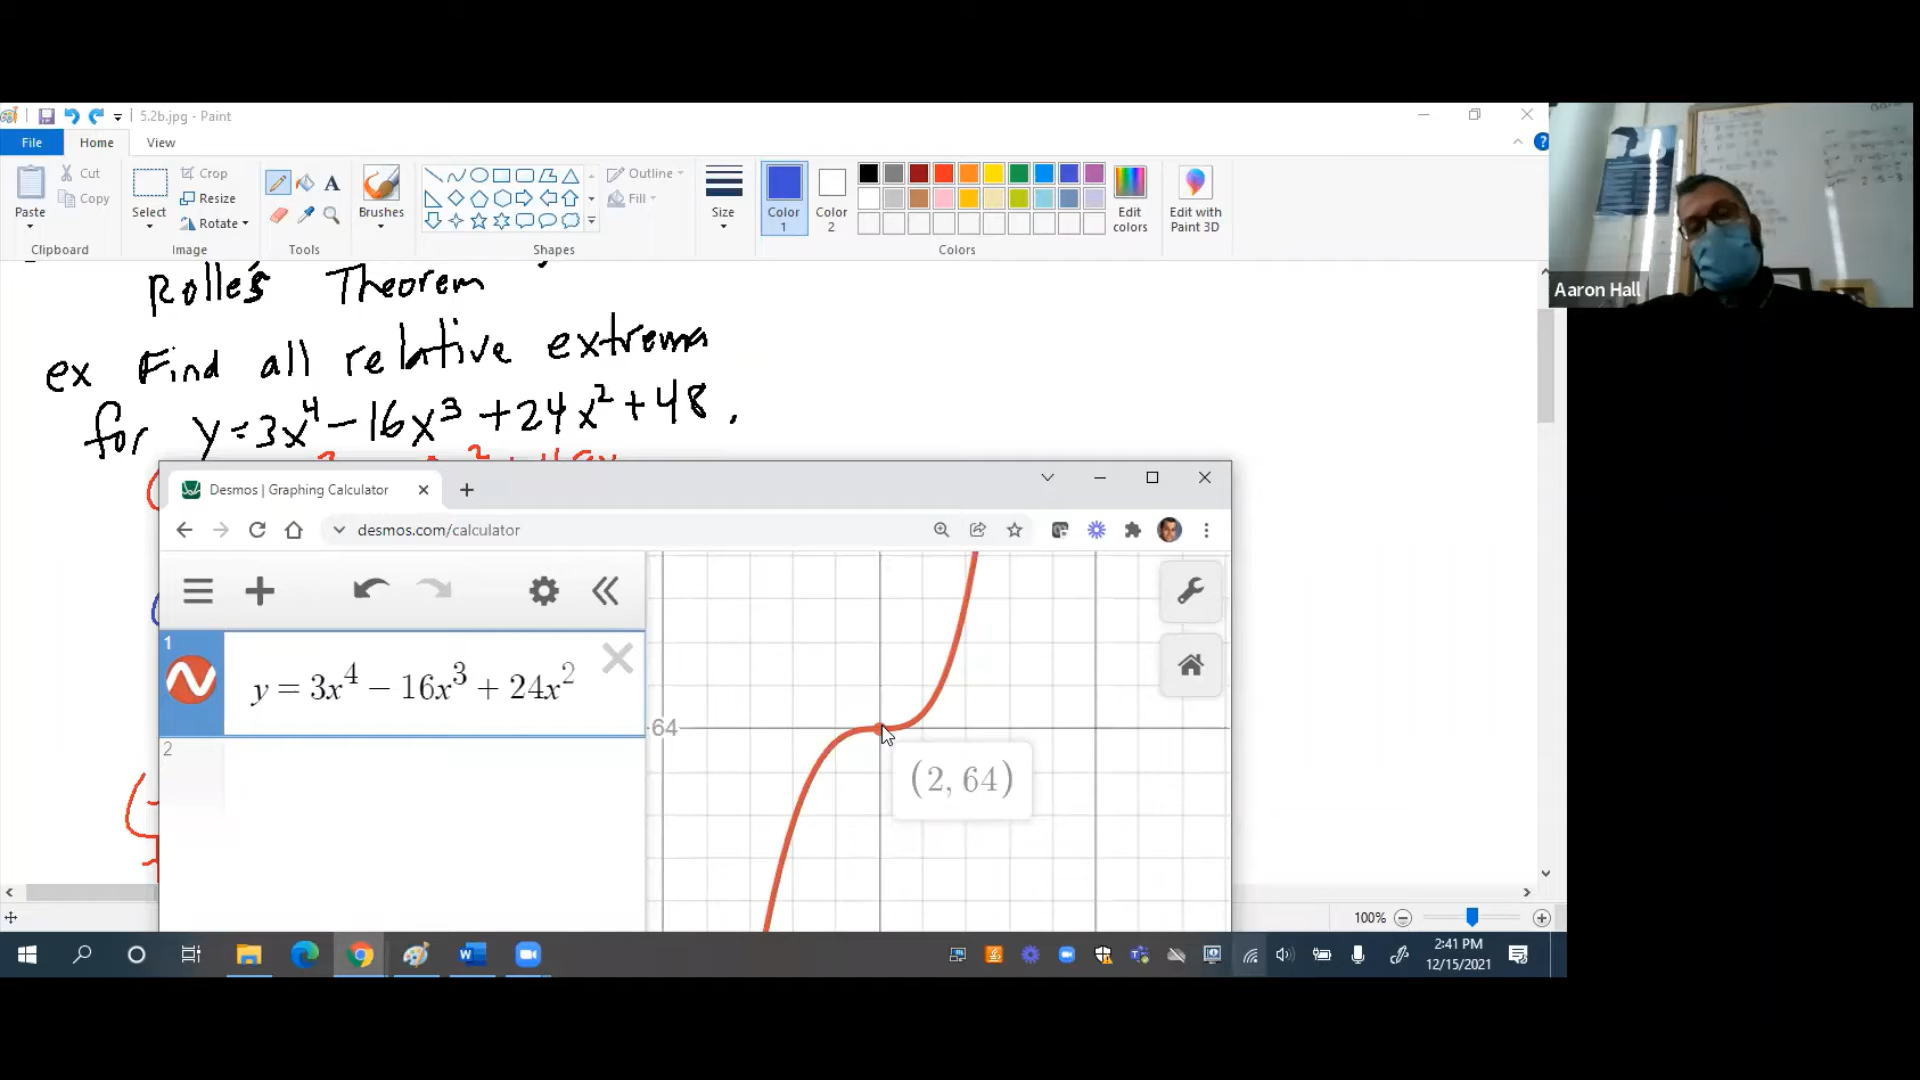 5.2b.jpg - Paint
File Home View
Cut
Copy
Paste
Crop
Resize
Rotate
Select
Brushes
Outline
Fill
Size
Color 1
Color 2
Edit colors
Edit with Paint 3D
Clipboard Image Tools Shapes Colors
Aaron Hall
Rolle's Theorem
ex Find all relative extrema
for y=3x⁴-16x³+24x²+48.
Desmos | Graphing Calculator
desmos.com/calculator
1
y = 3x⁴ − 16x³ + 24x²
2
64
(2, 64)
100%
2:41 PM
12/15/2021